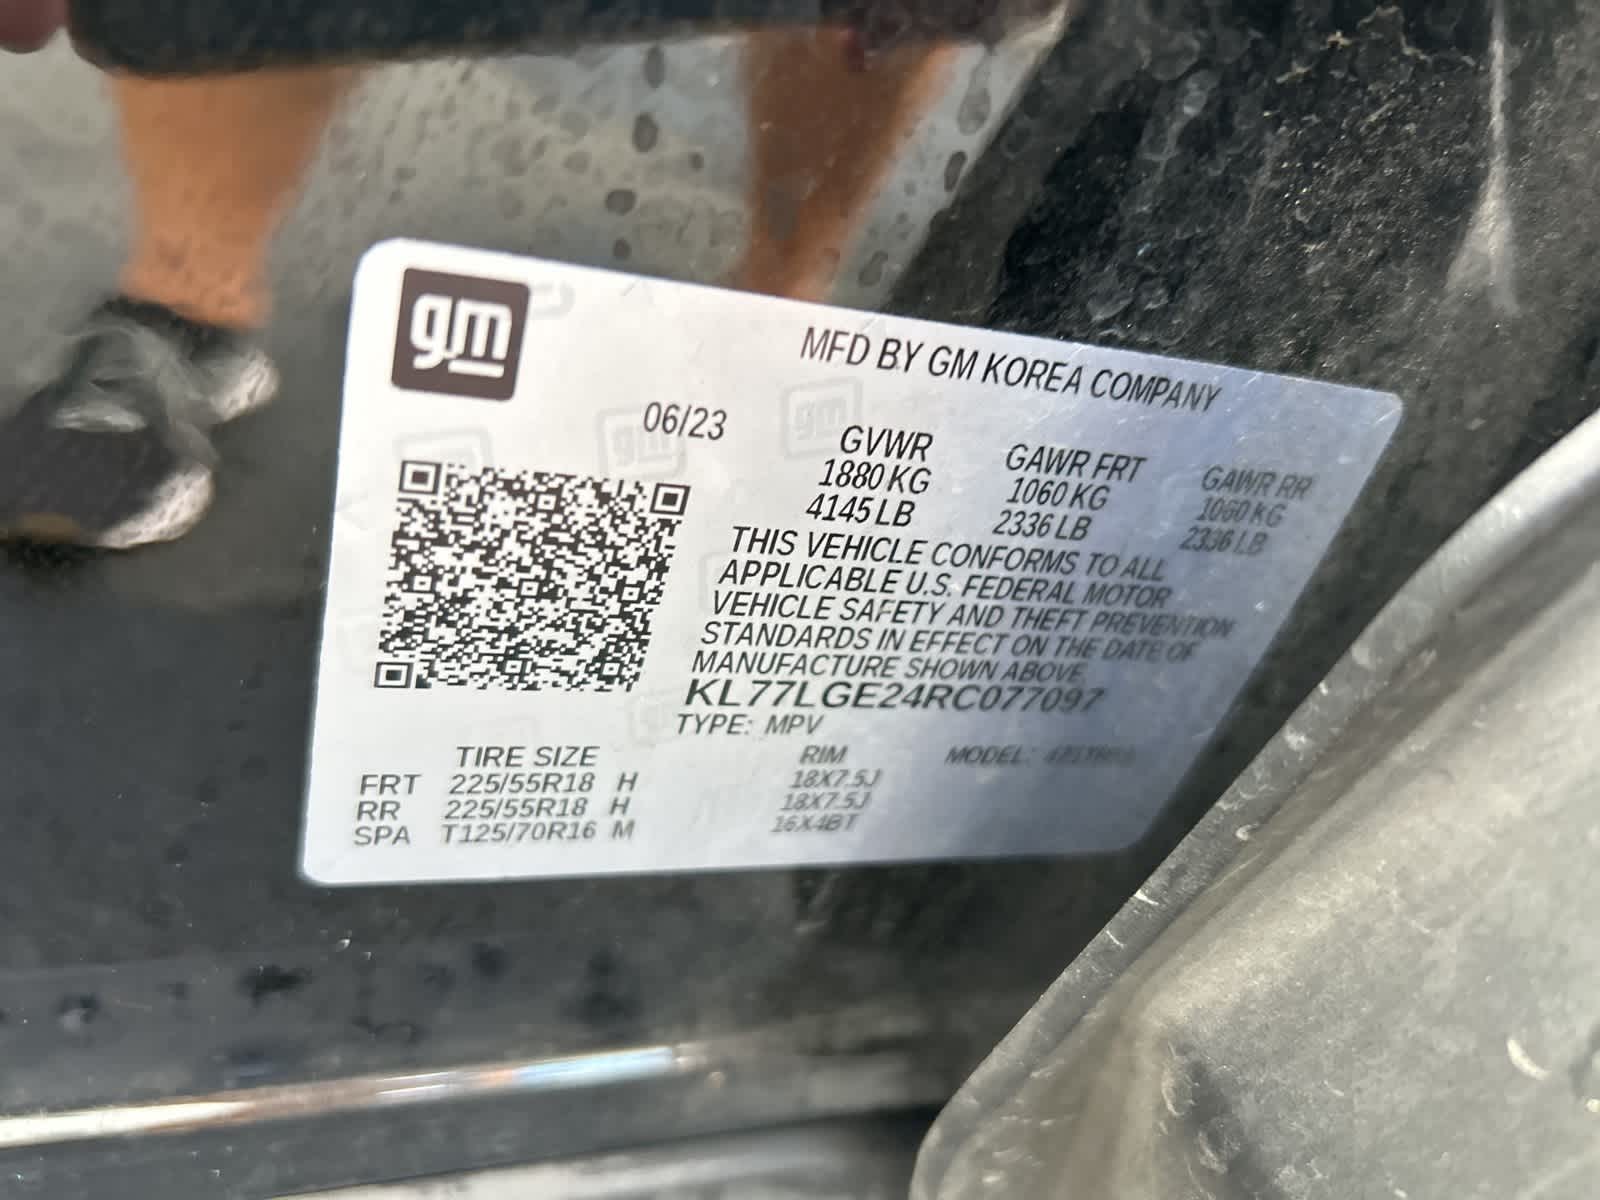 gm
MFD BY GM KOREA COMPANY
06/23
GVWR GAWR FRT GAWR RR
1880 KG 1060 KG 1060 KG
4145 LB 2336 LB 2336 LB
THIS VEHICLE CONFORMS TO ALL
APPLICABLE U.S. FEDERAL MOTOR
VEHICLE SAFETY AND THEFT PREVENTION
STANDARDS IN EFFECT ON THE DATE OF
MANUFACTURE SHOWN ABOVE.
KL77LGE24RC077097
TYPE: MPV
TIRE SIZE RIM MODEL:
FRT 225/55R18 H 18X7.5J
RR 225/55R18 H 18X7.5J
SPA T125/70R16 M 16X4BT